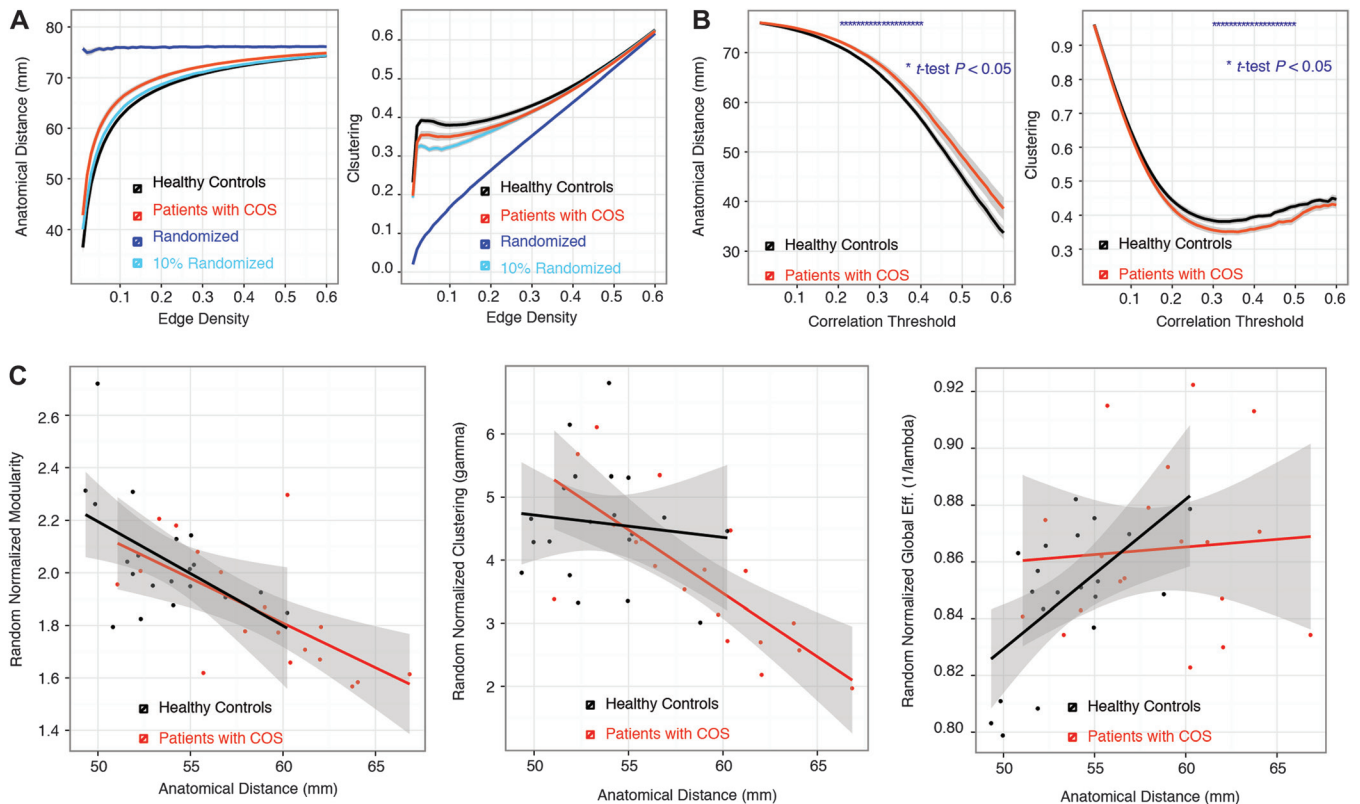 A
80
70
60
50
40
Anatomical Distance (mm)
Healthy Controls
Patients with COS
Randomized
10% Randomized
0.1 0.2 0.3 0.4 0.5 0.6
Edge Density
0.6
0.5
0.4
0.3
0.2
0.1
0.0
Clsutering
Healthy Controls
Patients with COS
Randomized
10% Randomized
0.1 0.2 0.3 0.4 0.5 0.6
Edge Density
B
70
60
50
40
30
Anatomical Distance (mm)
* t-test P < 0.05
Healthy Controls
Patients with COS
0.1 0.2 0.3 0.4 0.5 0.6
Correlation Threshold
0.9
0.8
0.7
0.6
0.5
0.4
0.3
Clustering
* t-test P < 0.05
Healthy Controls
Patients with COS
0.1 0.2 0.3 0.4 0.5 0.6
Correlation Threshold
C
2.6
2.4
2.2
2.0
1.8
1.6
1.4
Random Normalized Modularity
Healthy Controls
Patients with COS
50 55 60 65
Anatomical Distance (mm)
6
5
4
3
2
Random Normalized Clustering (gamma)
Healthy Controls
Patients with COS
50 55 60 65
Anatomical Distance (mm)
0.92
0.90
0.88
0.86
0.84
0.82
0.80
Random Normalized Global Eff. (1/lambda)
Healthy Controls
Patients with COS
50 55 60 65
Anatomical Distance (mm)